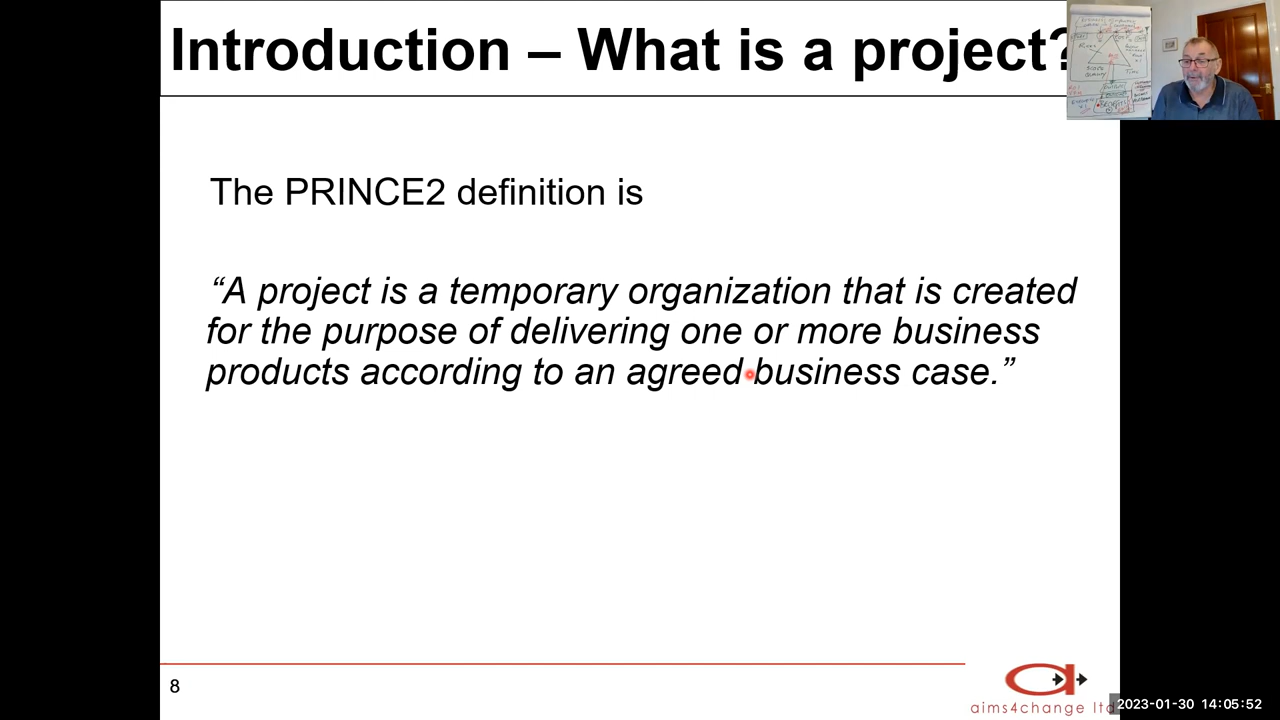 Introduction – What is a project?
The PRINCE2 definition is
“A project is a temporary organization that is created
for the purpose of delivering one or more business
products according to an agreed business case.”
8
aims4change ltd
2023-01-30 14:05:52